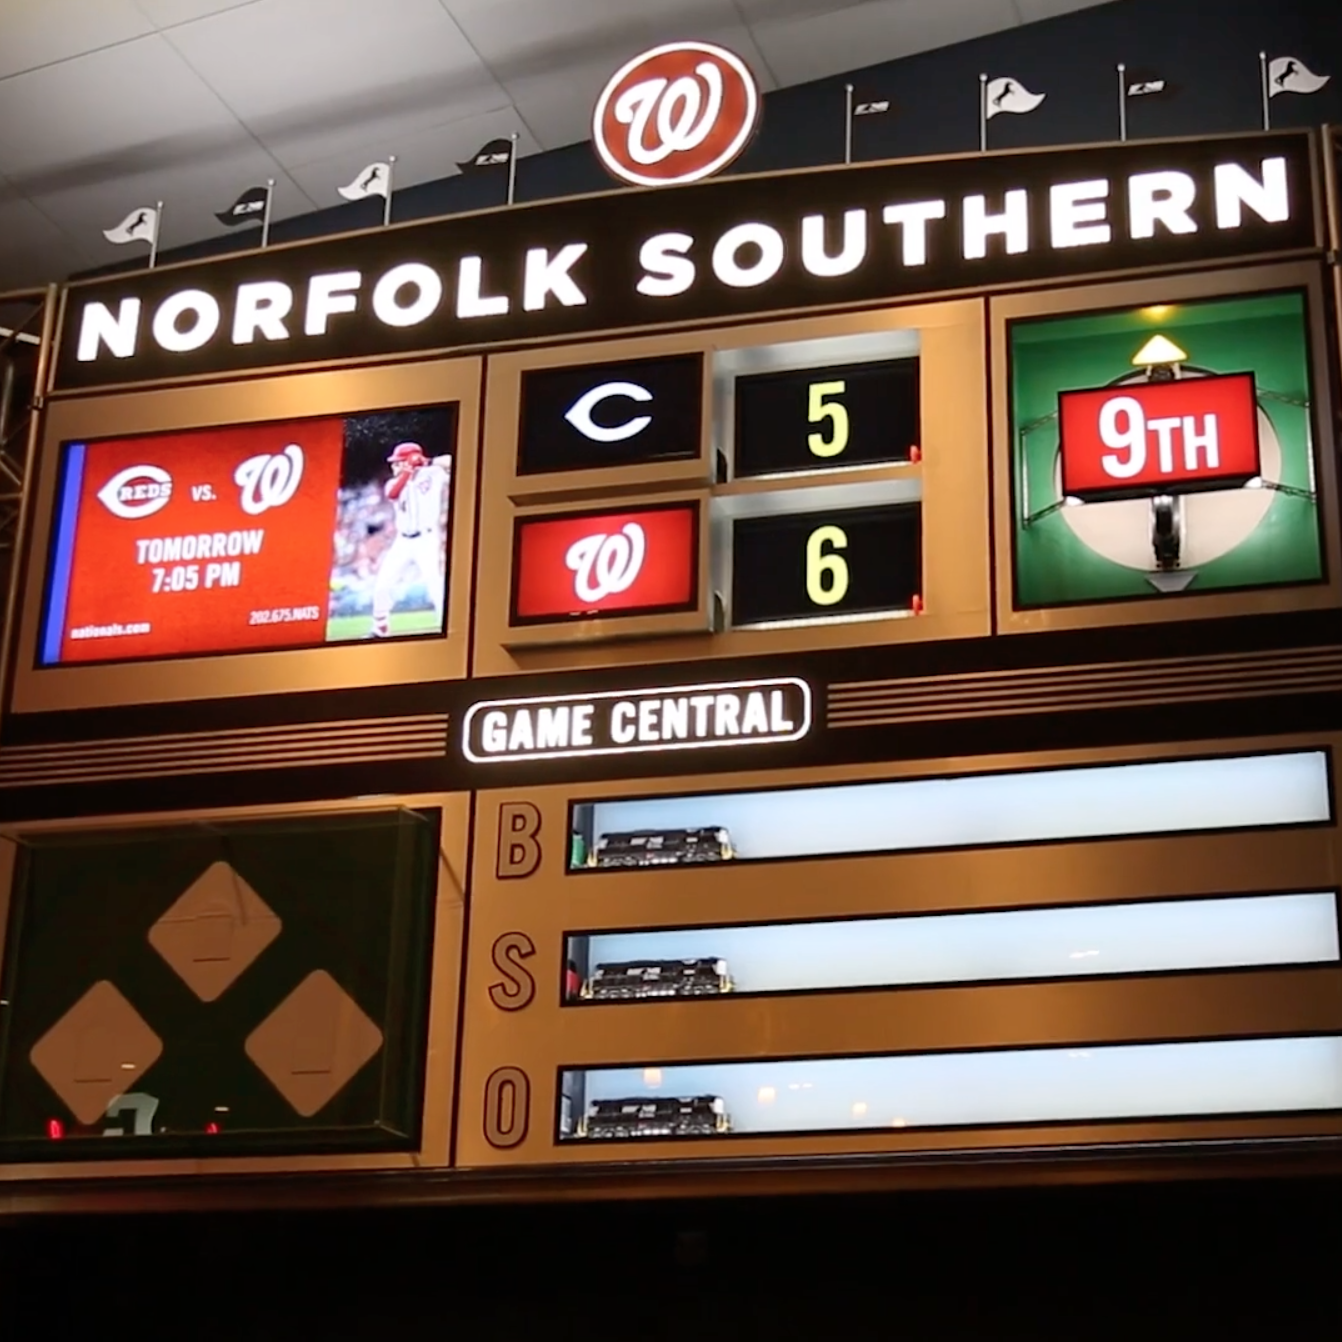 W
NORFOLK SOUTHERN
REDS VS. W
TOMORROW
7:05 PM
202.675.NATS
nationals.com
C 5
W 6
9TH
GAME CENTRAL
B
S
O